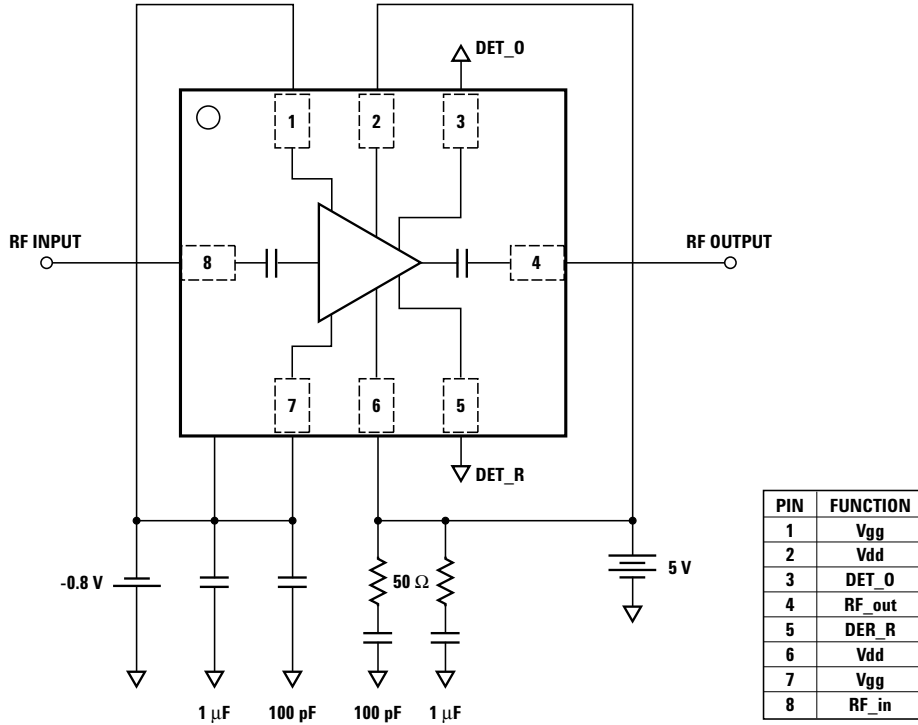 DET_O
1 2 3
RF INPUT
RF OUTPUT
8
4
7 6 5
DET_R
-0.8 V
50 Ω
5 V
1 µF 100 pF 100 pF 1 µF
PIN FUNCTION
1 Vgg
2 Vdd
3 DET_O
4 RF_out
5 DER_R
6 Vdd
7 Vgg
8 RF_in